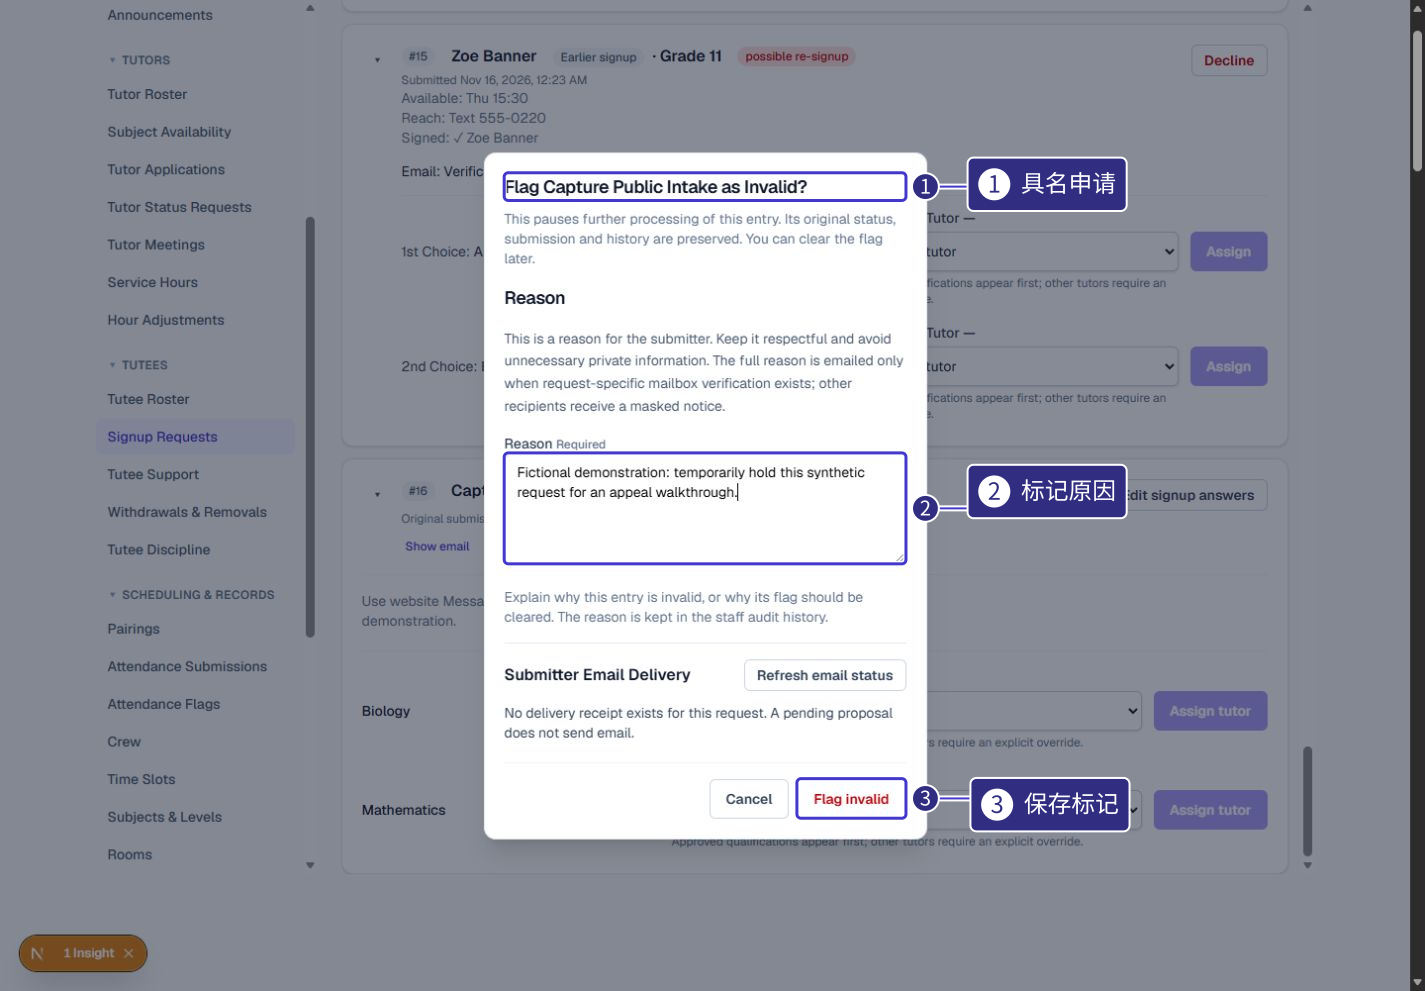 Announcements
TUTORS
Tutor Roster
Subject Availability
Tutor Applications
Tutor Status Requests
Tutor Meetings
Service Hours
Hour Adjustments
TUTEES
Tutee Roster
Signup Requests
Tutee Support
Withdrawals & Removals
Tutee Discipline
SCHEDULING & RECORDS
Pairings
Attendance Submissions
Attendance Flags
Crew
Time Slots
Subjects & Levels
Rooms
1 Insight
#15 Zoe Banner Earlier signup · Grade 11 possible re-signup
Decline
Submitted Nov 16, 2026, 12:23 AM
Available: Thu 15:30
Reach: Text 555-0220
Signed: ✓ Zoe Banner
Email: Verific
Tutor —
1st Choice: A
tutor
Assign
fications appear first; other tutors require an
e.
Tutor —
2nd Choice:
tutor
Assign
fications appear first; other tutors require an
e.
#16 Capt
dit signup answers
Original submis
Show email
Use website Messa
demonstration.
Biology
Assign tutor
s require an explicit override.
Mathematics
Assign tutor
Approved qualifications appear first; other tutors require an explicit override.
Flag Capture Public Intake as Invalid?
1
1 具名申请
This pauses further processing of this entry. Its original status,
submission and history are preserved. You can clear the flag
later.
Reason
This is a reason for the submitter. Keep it respectful and avoid
unnecessary private information. The full reason is emailed only
when request-specific mailbox verification exists; other
recipients receive a masked notice.
Reason Required
Fictional demonstration: temporarily hold this synthetic
request for an appeal walkthrough.
2
2 标记原因
Explain why this entry is invalid, or why its flag should be
cleared. The reason is kept in the staff audit history.
Submitter Email Delivery
Refresh email status
No delivery receipt exists for this request. A pending proposal
does not send email.
Cancel
Flag invalid
3
3 保存标记